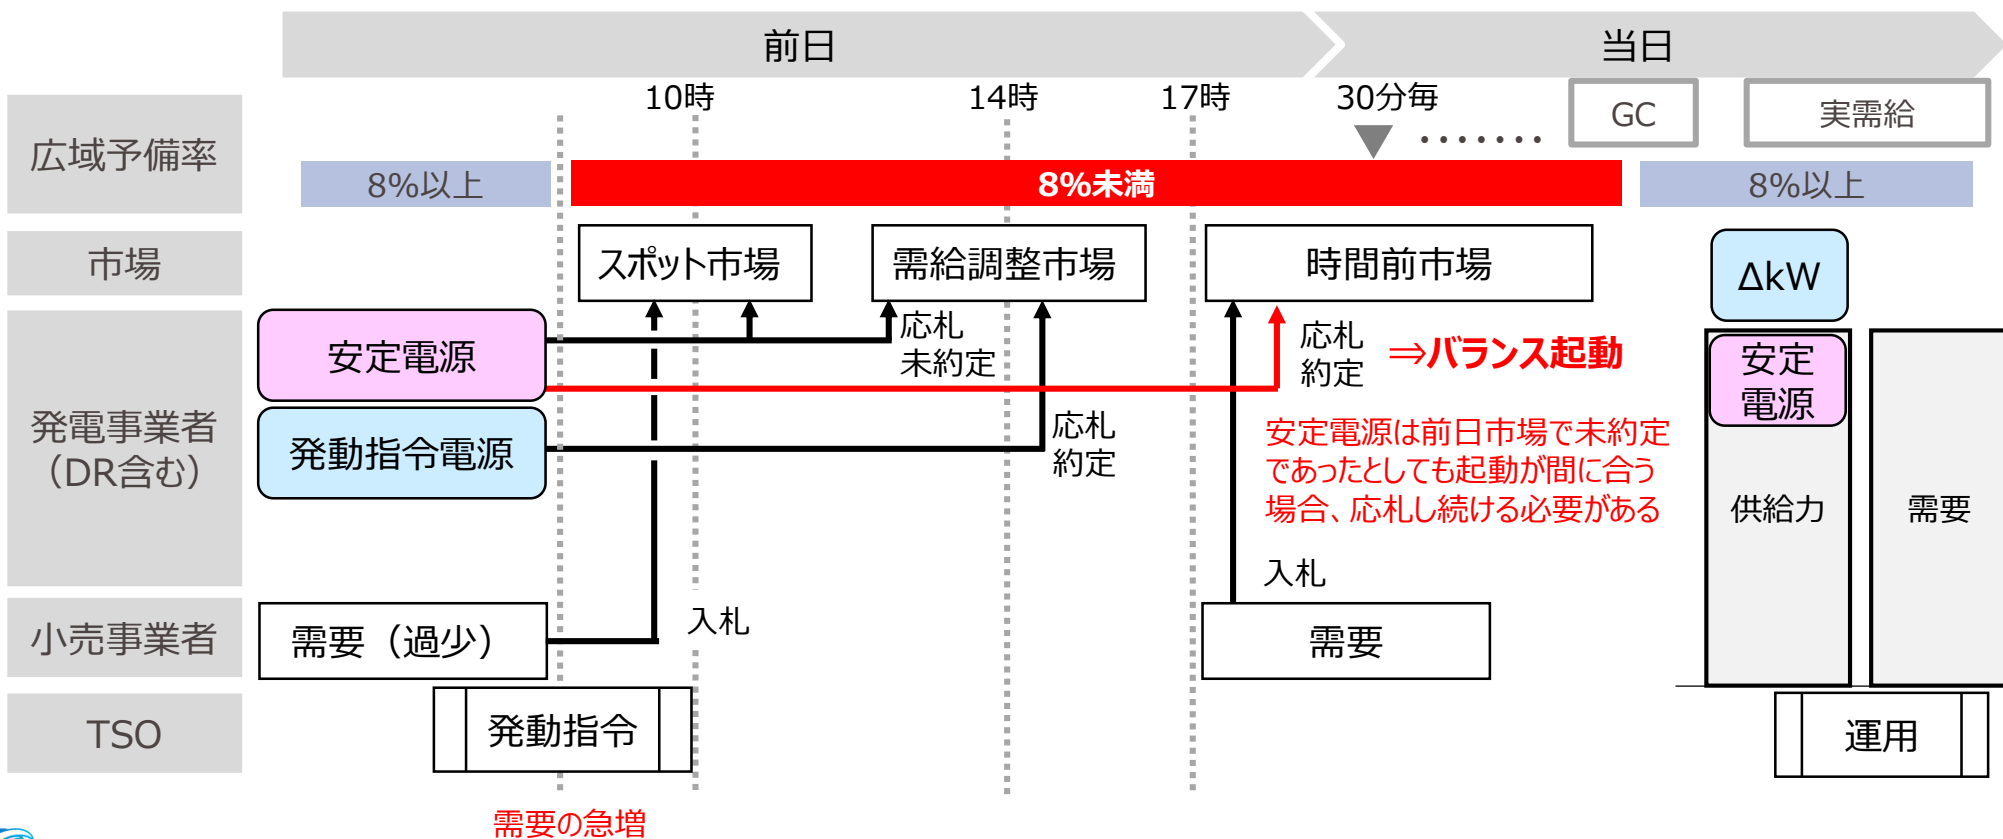 前日
当日
10時
14時
17時
30分毎
GC
実需給
広域予備率
8%以上
8%未満
8%以上
市場
スポット市場
需給調整市場
時間前市場
ΔkW
発電事業者
（DR含む）
安定電源
発動指令電源
応札
未約定
応札
約定
応札
約定
⇒バランス起動
安定電源は前日市場で未約定
であったとしても起動が間に合う
場合、応札し続ける必要がある
安定
電源
供給力
需要
小売事業者
需要（過少）
入札
入札
需要
TSO
発動指令
運用
需要の急増